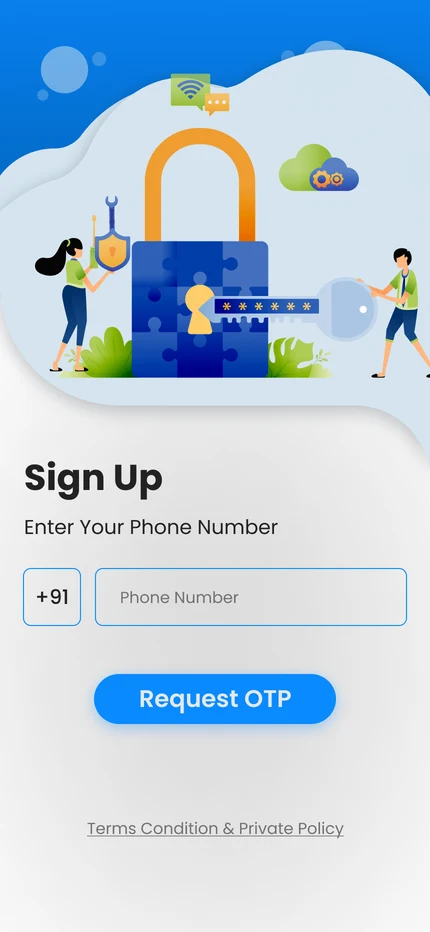 ******
Sign Up
Enter Your Phone Number
+91
Phone Number
Request OTP
Terms Condition & Private Policy